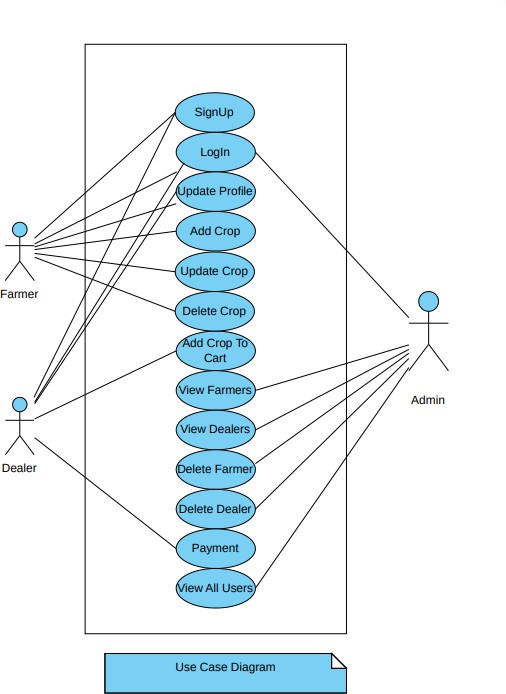 SignUp
LogIn
Update Profile
Add Crop
Update Crop
Delete Crop
Add Crop To
Cart
View Farmers
View Dealers
Delete Farmer
Delete Dealer
Payment
View All Users
Farmer
Dealer
Admin
Use Case Diagram